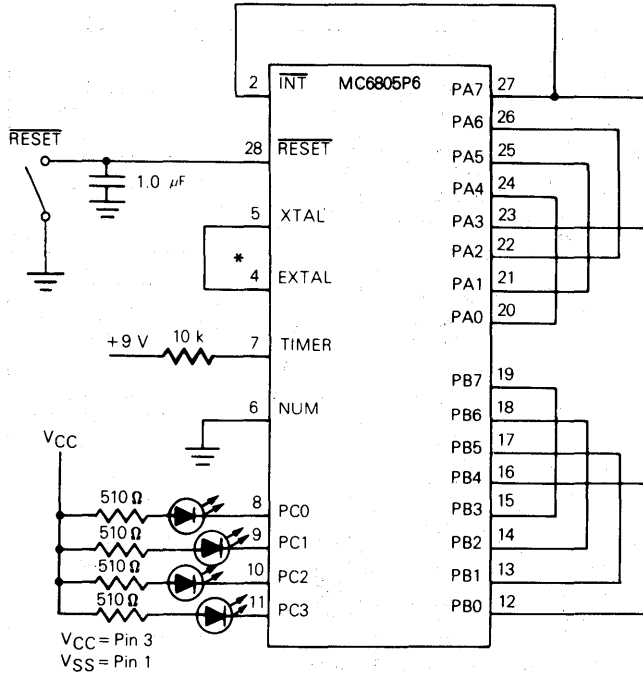 2 INT MC6805P6 PA7 27
PA6 26
RESET
28 RESET PA5 25
1.0 μF PA4 24
5 XTAL PA3 23
* PA2 22
4 EXTAL PA1 21
PA0 20
+9 V 10 k 7 TIMER
PB7 19
6 NUM PB6 18
VCC PB5 17
PB4 16
510 Ω 8 PC0 PB3 15
510 Ω 9 PC1 PB2 14
510 Ω 10 PC2 PB1 13
510 Ω 11 PC3 PB0 12
VCC = Pin 3
VSS = Pin 1